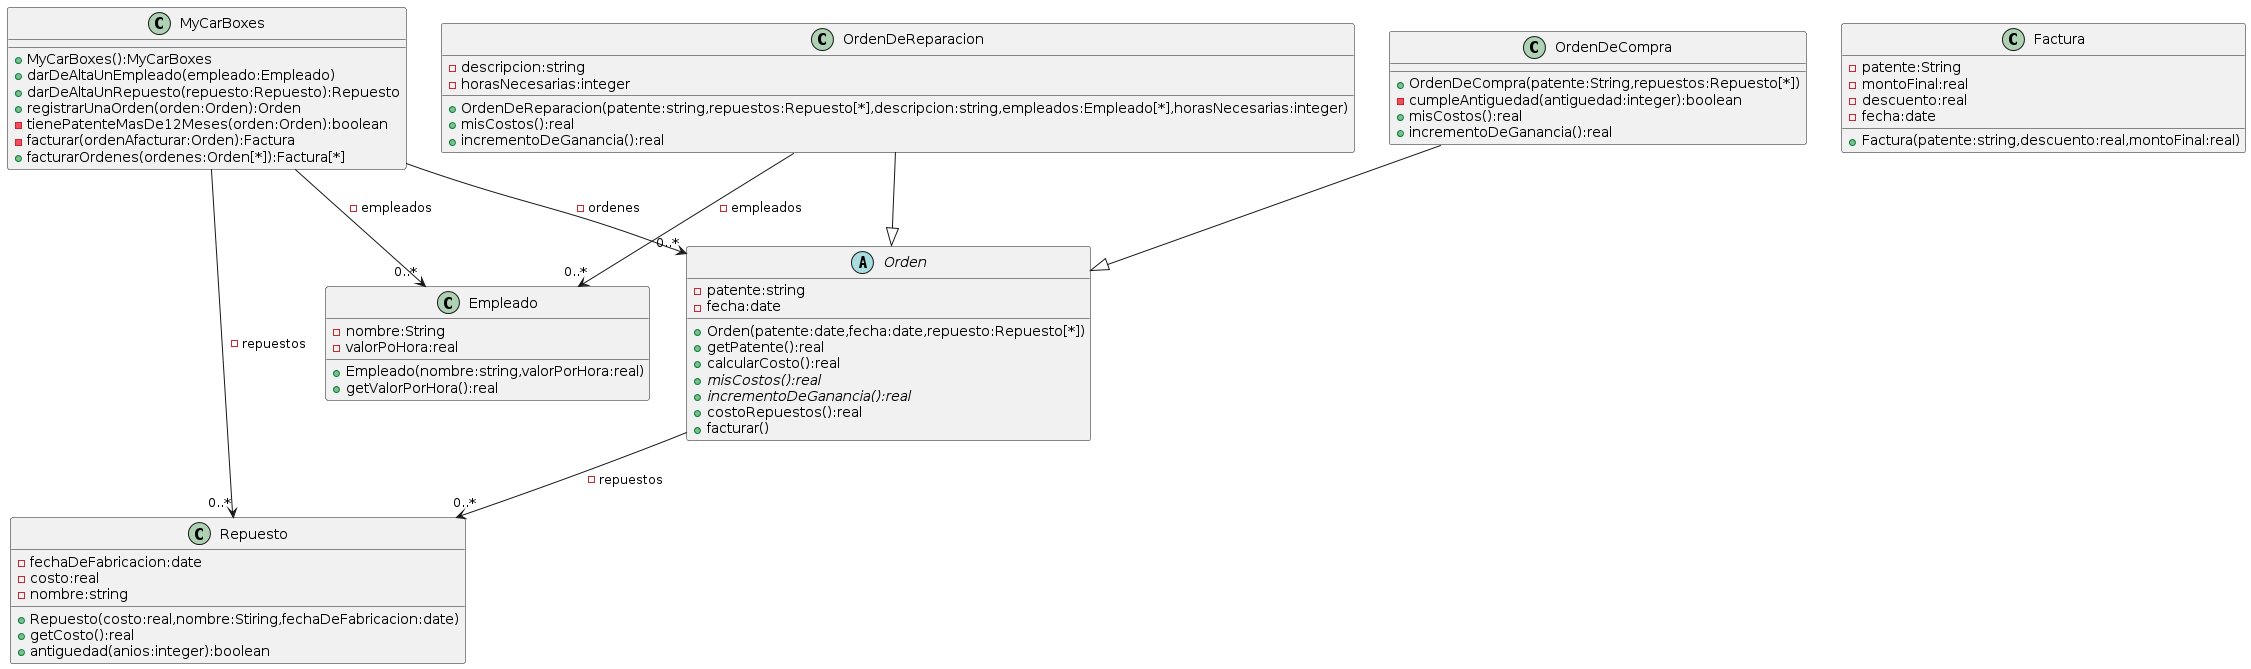 MyCarBoxes
MyCarBoxes():MyCarBoxes
darDeAltaUnEmpleado(empleado:Empleado)
darDeAltaUnRepuesto(repuesto:Repuesto):Repuesto
registrarUnaOrden(orden:Orden):Orden
tienePatenteMasDe12Meses(orden:Orden):boolean
facturar(ordenAfacturar:Orden):Factura
facturarOrdenes(ordenes:Orden[*]):Factura[*]
OrdenDeReparacion
descripcion:string
horasNecesarias:integer
OrdenDeReparacion(patente:string,repuestos:Repuesto[*],descripcion:string,empleados:Empleado[*],horasNecesarias:integer)
misCostos():real
incrementoDeGanancia():real
OrdenDeCompra
OrdenDeCompra(patente:String,repuestos:Repuesto[*])
cumpleAntiguedad(antiguedad:integer):boolean
misCostos():real
incrementoDeGanancia():real
Factura
patente:String
montoFinal:real
descuento:real
fecha:date
Factura(patente:string,descuento:real,montoFinal:real)
empleados
ordenes
empleados
0..*
0..*
0..*
Empleado
nombre:String
valorPoHora:real
Empleado(nombre:string,valorPorHora:real)
getValorPorHora():real
Orden
patente:string
fecha:date
Orden(patente:date,fecha:date,repuesto:Repuesto[*])
getPatente():real
calcularCosto():real
misCostos():real
incrementoDeGanancia():real
costoRepuestos():real
facturar()
repuestos
repuestos
0..*
0..*
Repuesto
fechaDeFabricacion:date
costo:real
nombre:string
Repuesto(costo:real,nombre:Stiring,fechaDeFabricacion:date)
getCosto():real
antiguedad(anios:integer):boolean